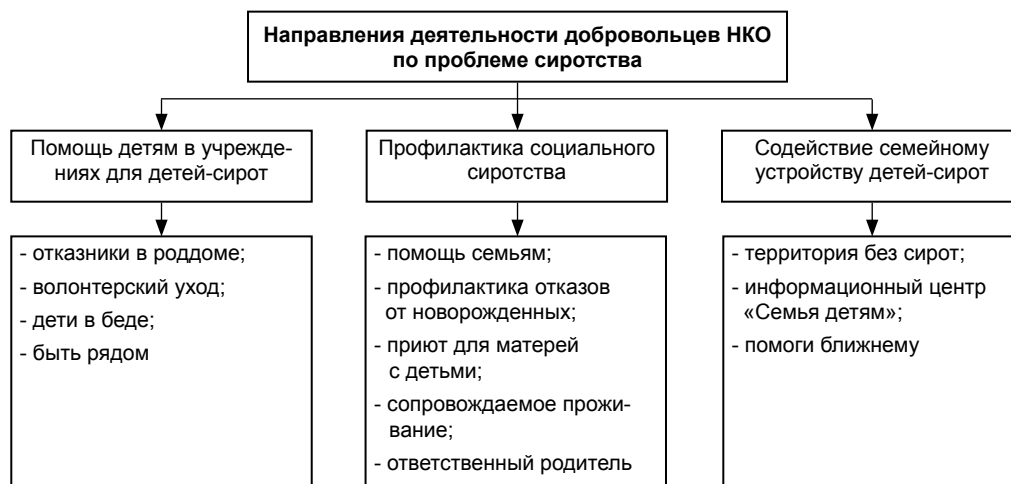 Направления деятельности добровольцев НКО
по проблеме сиротства
Помощь детям в учрежде-
ниях для детей-сирот
Профилактика социального
сиротства
Содействие семейному
устройству детей-сирот
- отказники в роддоме;
- волонтерский уход;
- дети в беде;
- быть рядом
- помощь семьям;
- профилактика отказов
от новорожденных;
- приют для матерей
с детьми;
- сопровождаемое прожи-
вание;
- ответственный родитель
- территория без сирот;
- информационный центр
«Семья детям»;
- помоги ближнему